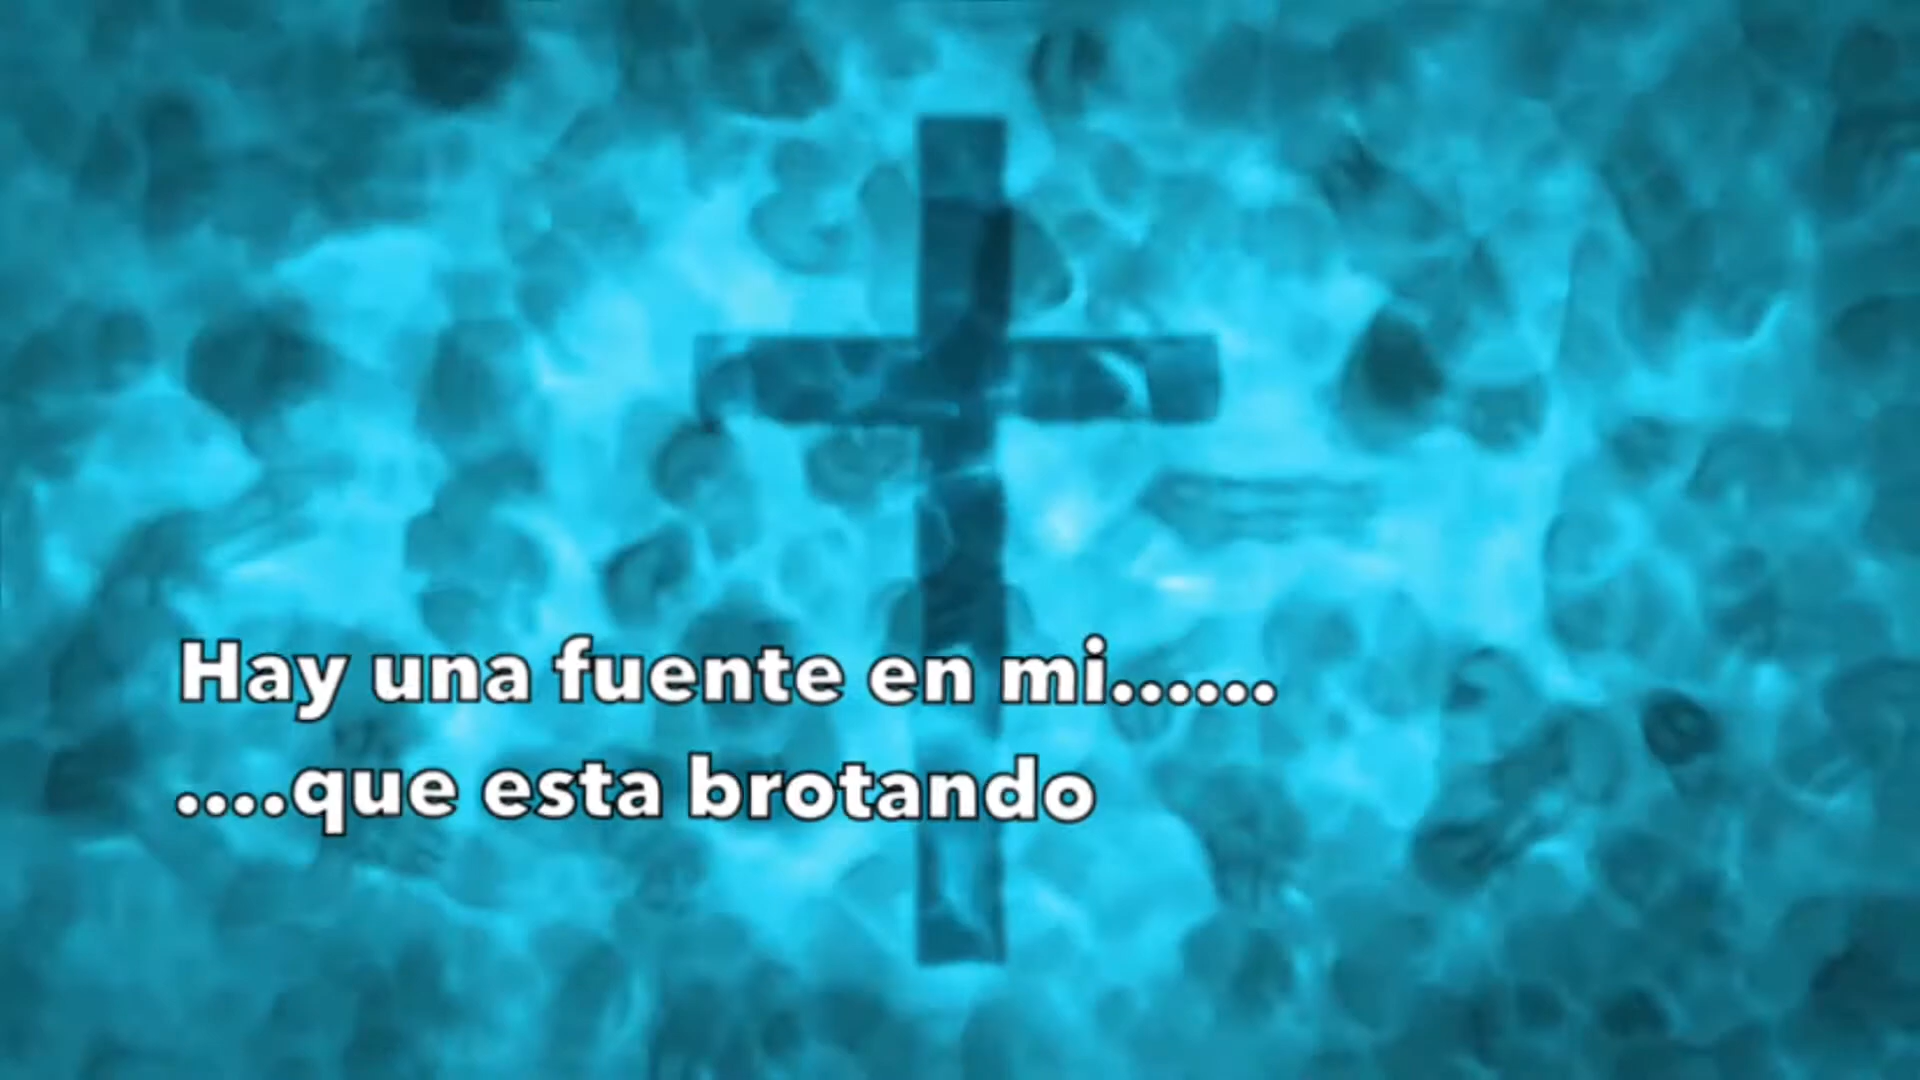 Hay una fuente en mi......
....que esta brotando